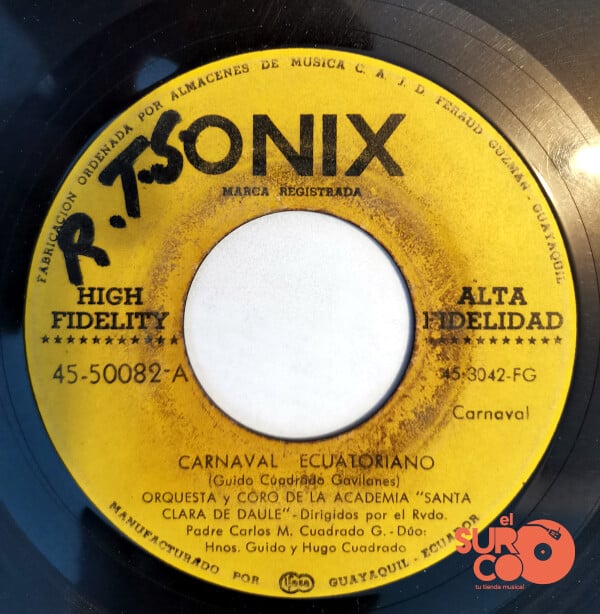 FABRICACION ORDENADA POR ALMACENES DE MUSICA C. A. J. D. FERAUD GUZMAN - GUAYAQUIL
R.T.S
SONIX
MARCA REGISTRADA
HIGH
FIDELITY
ALTA
FIDELIDAD
45-50082-A
45-3042-FG
Carnaval
CARNAVAL ECUATORIANO
(Guido Cuadrado Gavilanes)
ORQUESTA y CORO DE LA ACADEMIA "SANTA
CLARA DE DAULE"-Dirigidos por el Rvdo.
Padre Carlos M. Cuadrado G. - Dúo:
Hnos. Guido y Hugo Cuadrado
MANUFACTURADO POR GUAYAQUIL - ECUADOR
el
SURCO
tu tienda musical